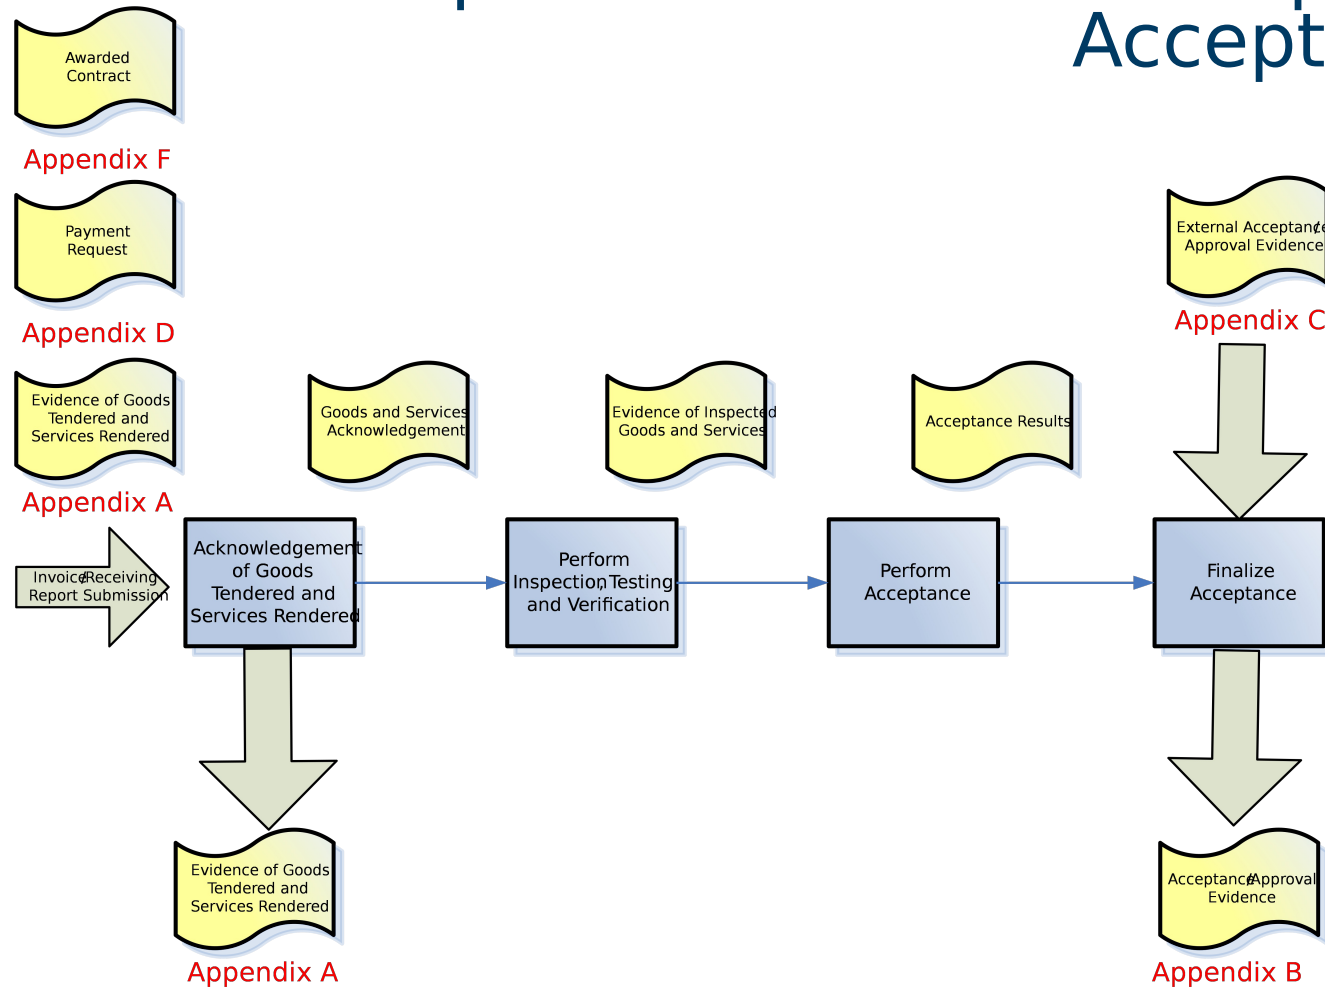 Accept
Awarded
Contract
Appendix F
Payment
Request
Appendix D
External Acceptance/
Approval Evidence
Appendix C
Evidence of Goods
Tendered and
Services Rendered
Appendix A
Goods and Services
Acknowledgement
Evidence of Inspected
Goods and Services
Acceptance Results
Invoice/Receiving
Report Submission
Acknowledgement
of Goods
Tendered and
Services Rendered
Perform
Inspection, Testing
and Verification
Perform
Acceptance
Finalize
Acceptance
Evidence of Goods
Tendered and
Services Rendered
Appendix A
Acceptance/Approval
Evidence
Appendix B